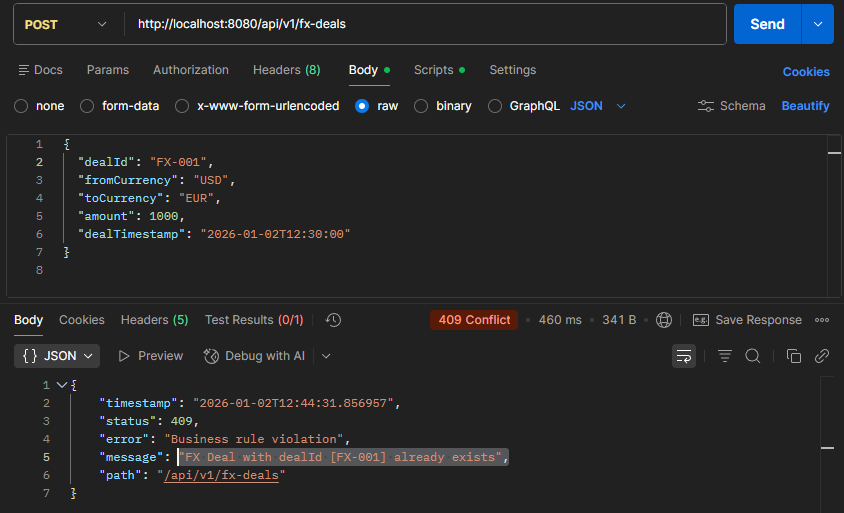 POST http://localhost:8080/api/v1/fx-deals Send
Docs Params Authorization Headers (8) Body Scripts Settings Cookies
none form-data x-www-form-urlencoded raw binary GraphQL JSON Schema Beautify
1 {
2 "dealId": "FX-001",
3 "fromCurrency": "USD",
4 "toCurrency": "EUR",
5 "amount": 1000,
6 "dealTimestamp": "2026-01-02T12:30:00"
7 }
8
Body Cookies Headers (5) Test Results (0/1) 409 Conflict • 460 ms • 341 B • e.g. Save Response
{} JSON Preview Debug with AI
1 {
2 "timestamp": "2026-01-02T12:44:31.856957",
3 "status": 409,
4 "error": "Business rule violation",
5 "message": "FX Deal with dealId [FX-001] already exists",
6 "path": "/api/v1/fx-deals"
7 }